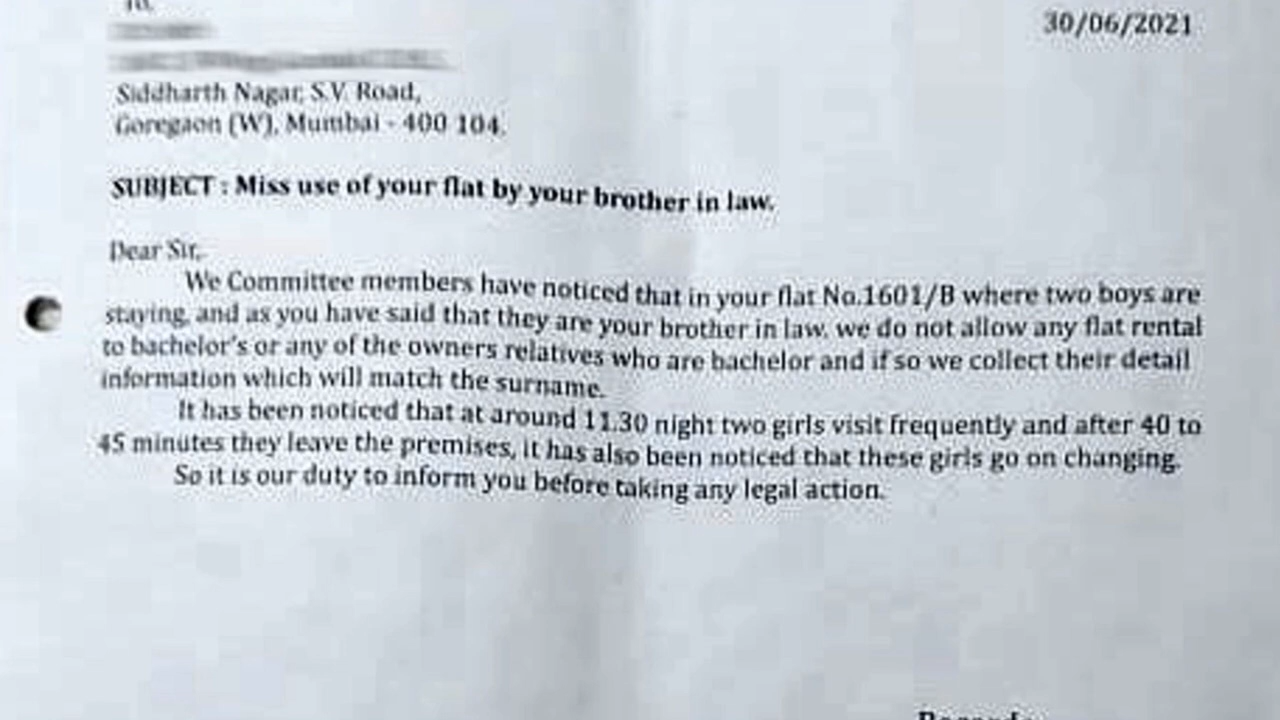 To,
30/06/2021
Siddharth Nagar, S.V. Road,
Goregaon (W), Mumbai - 400 104.
SUBJECT : Miss use of your flat by your brother in law.
Dear Sir,
We Committee members have noticed that in your flat No.1601/B where two boys are
staying, and as you have said that they are your brother in law. we do not allow any flat rental
to bachelor's or any of the owners relatives who are bachelor and if so we collect their detail
information which will match the surname.
It has been noticed that at around 11.30 night two girls visit frequently and after 40 to
45 minutes they leave the premises, it has also been noticed that these girls go on changing.
So it is our duty to inform you before taking any legal action.